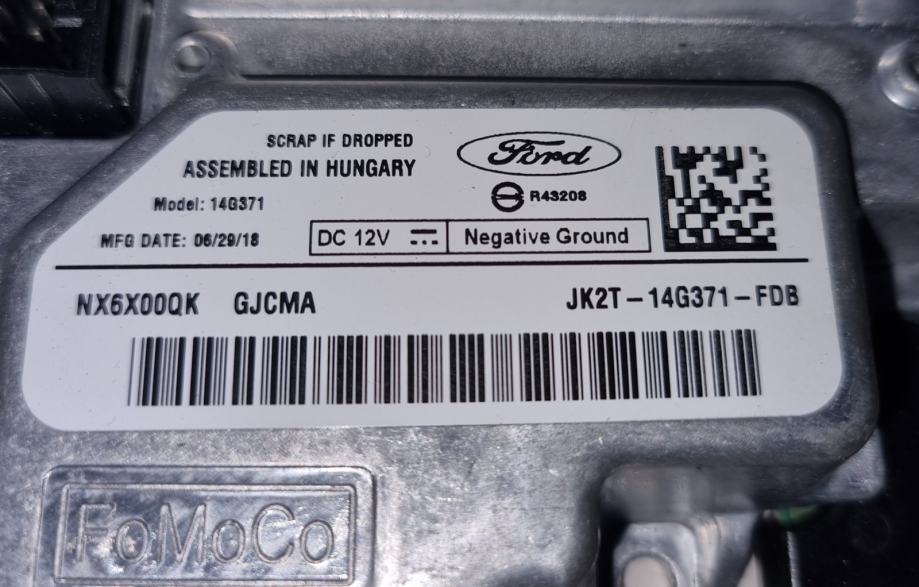 SCRAP IF DROPPED
ASSEMBLED IN HUNGARY
Ford
Model: 14G371
R43208
MFG DATE: 06/29/18
DC 12V Negative Ground
NX6X00QK GJCMA JK2T-14G371-FDB
FoMoCo